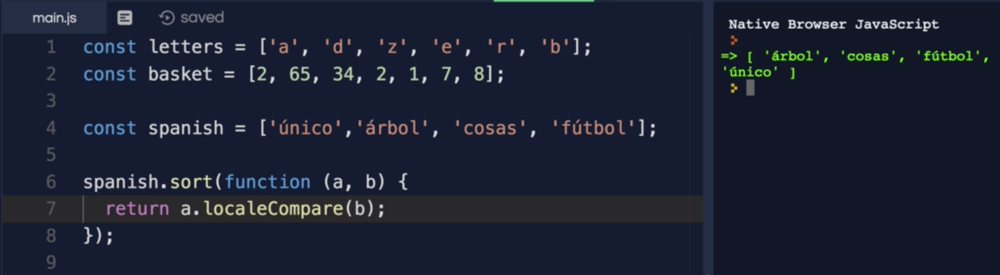 main.js saved
1 const letters = ['a', 'd', 'z', 'e', 'r', 'b'];
2 const basket = [2, 65, 34, 2, 1, 7, 8];
3
4 const spanish = ['único','árbol', 'cosas', 'fútbol'];
5
6 spanish.sort(function (a, b) {
7   return a.localeCompare(b);
8 });
9
Native Browser JavaScript
=> [ 'árbol', 'cosas', 'fútbol',
'único' ]